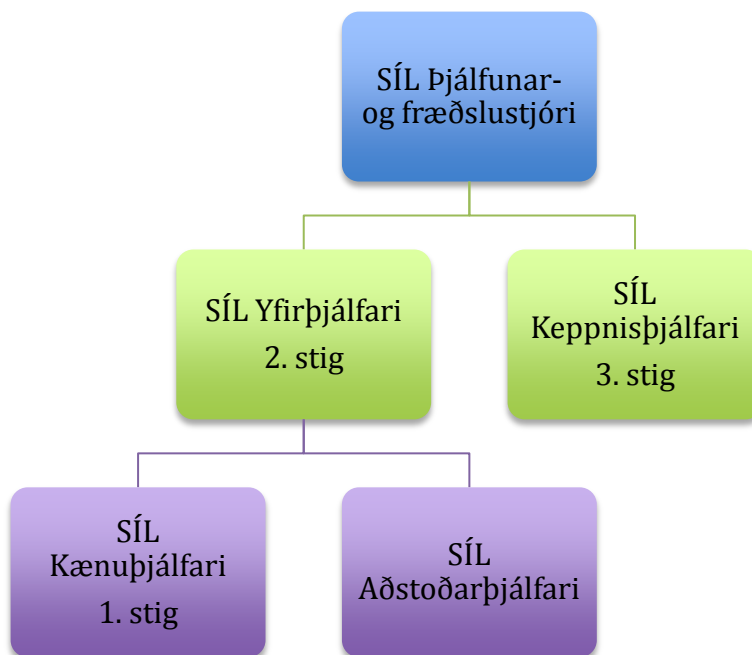 SÍL Þjálfunar-
og fræðslustjóri
SÍL Yfirþjálfari
2. stig
SÍL
Keppnisþjálfari
3. stig
SÍL
Kænuþjálfari
1. stig
SÍL
Aðstoðarþjálfari